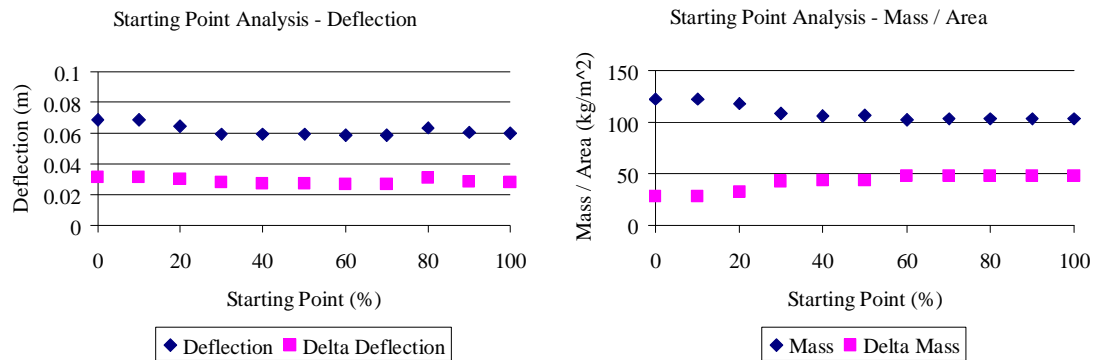 Starting Point Analysis - Deflection
0.1
0.08
0.06
0.04
0.02
0
Deflection (m)
0 20 40 60 80 100
Starting Point (%)
Deflection Delta Deflection
Starting Point Analysis - Mass / Area
150
100
50
0
Mass / Area (kg/m^2)
0 20 40 60 80 100
Starting Point (%)
Mass Delta Mass